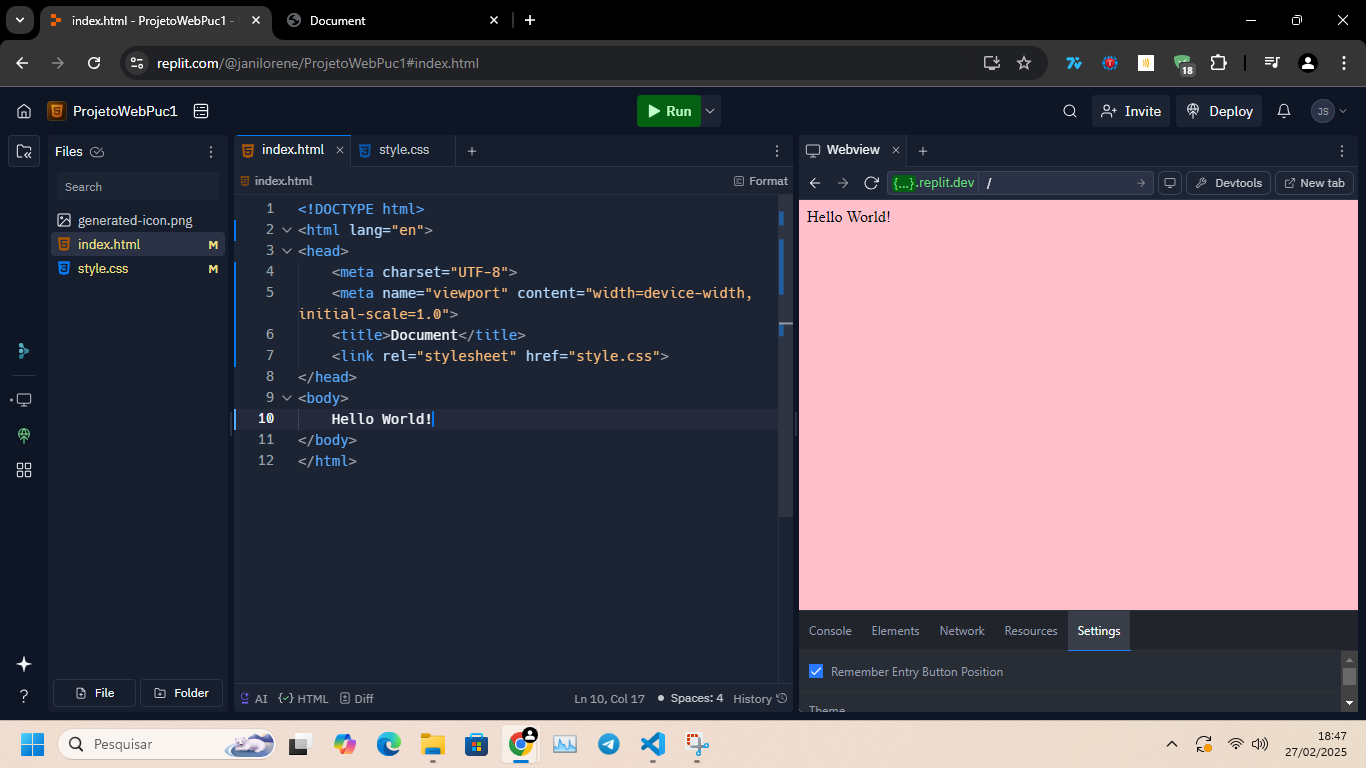 index.html - ProjetoWebPuc1 -
Document
replit.com/@janilorene/ProjetoWebPuc1#index.html
18
ProjetoWebPuc1
Run
Invite
Deploy
JS
Files
Search
generated-icon.png
index.html M
style.css M
File
Folder
index.html
style.css
index.html
Format
1 <!DOCTYPE html>
2 <html lang="en">
3 <head>
4 <meta charset="UTF-8">
5 <meta name="viewport" content="width=device-width,
initial-scale=1.0">
6 <title>Document</title>
7 <link rel="stylesheet" href="style.css">
8 </head>
9 <body>
10 Hello World!
11 </body>
12 </html>
AI
HTML
Diff
Ln 10, Col 17
Spaces: 4
History
Webview
{...}.replit.dev /
Devtools
New tab
Hello World!
Console Elements Network Resources Settings
Remember Entry Button Position
Theme
Pesquisar
18:47
27/02/2025